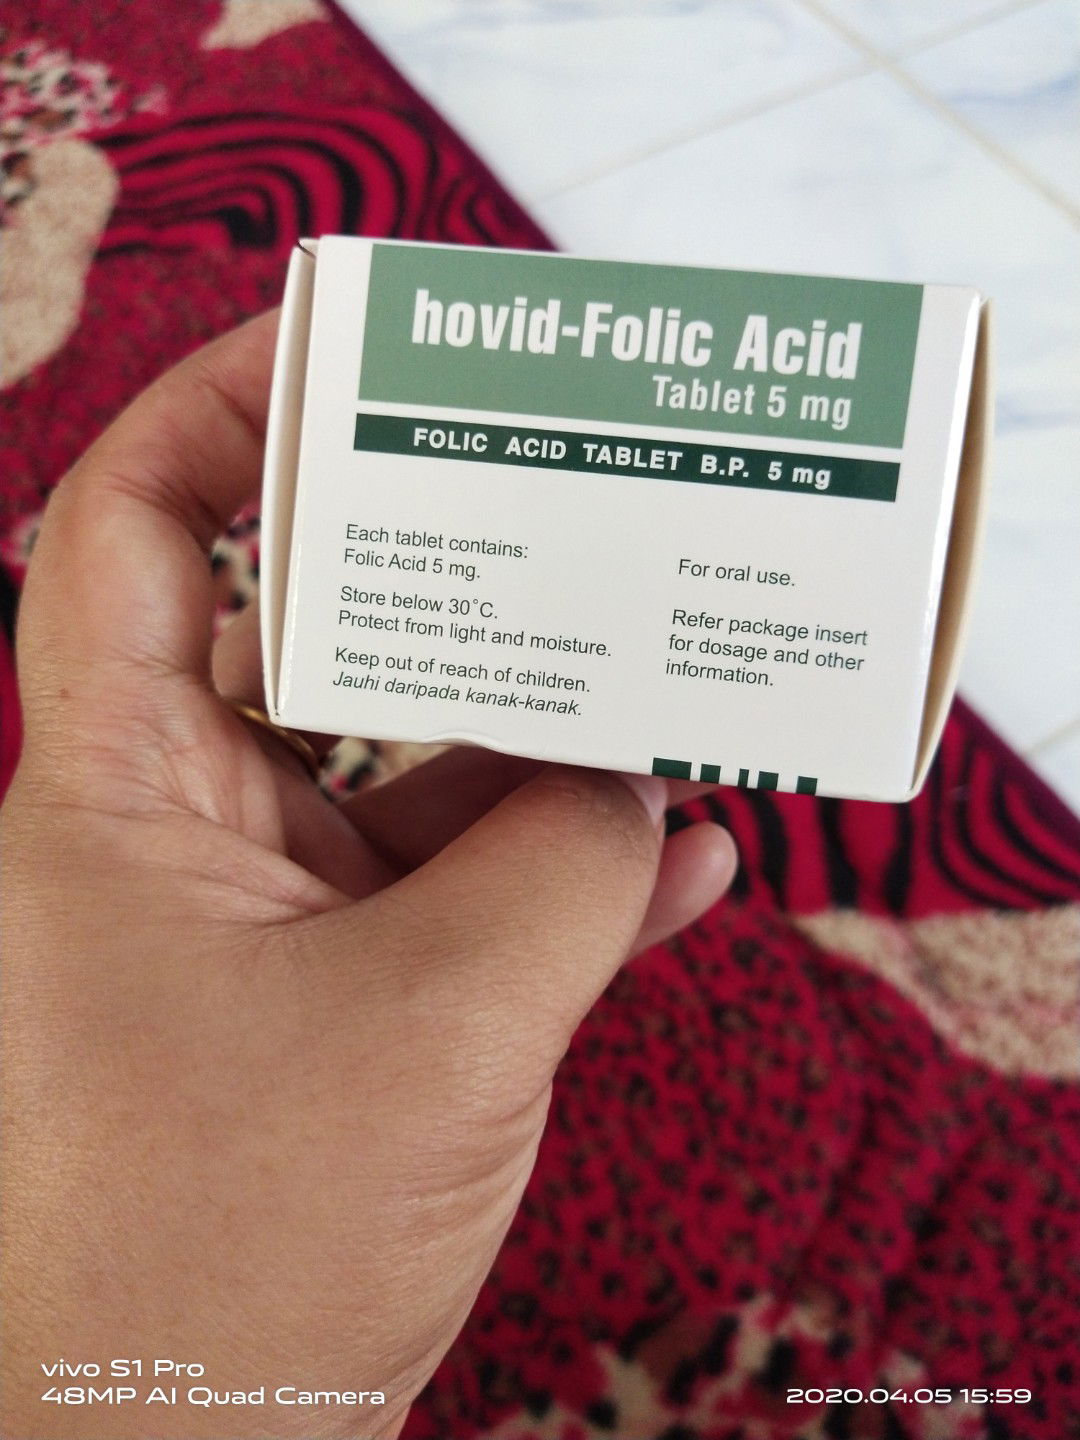 hovid-Folic Acid
Tablet 5 mg
FOLIC ACID TABLET B.P. 5 mg
Each tablet contains:
Folic Acid 5 mg.
Store below 30°C.
Protect from light and moisture.
Keep out of reach of children.
Jauhi daripada kanak-kanak.
For oral use.
Refer package insert
for dosage and other
information.
vivo S1 Pro
48MP AI Quad Camera
2020.04.05 15:59